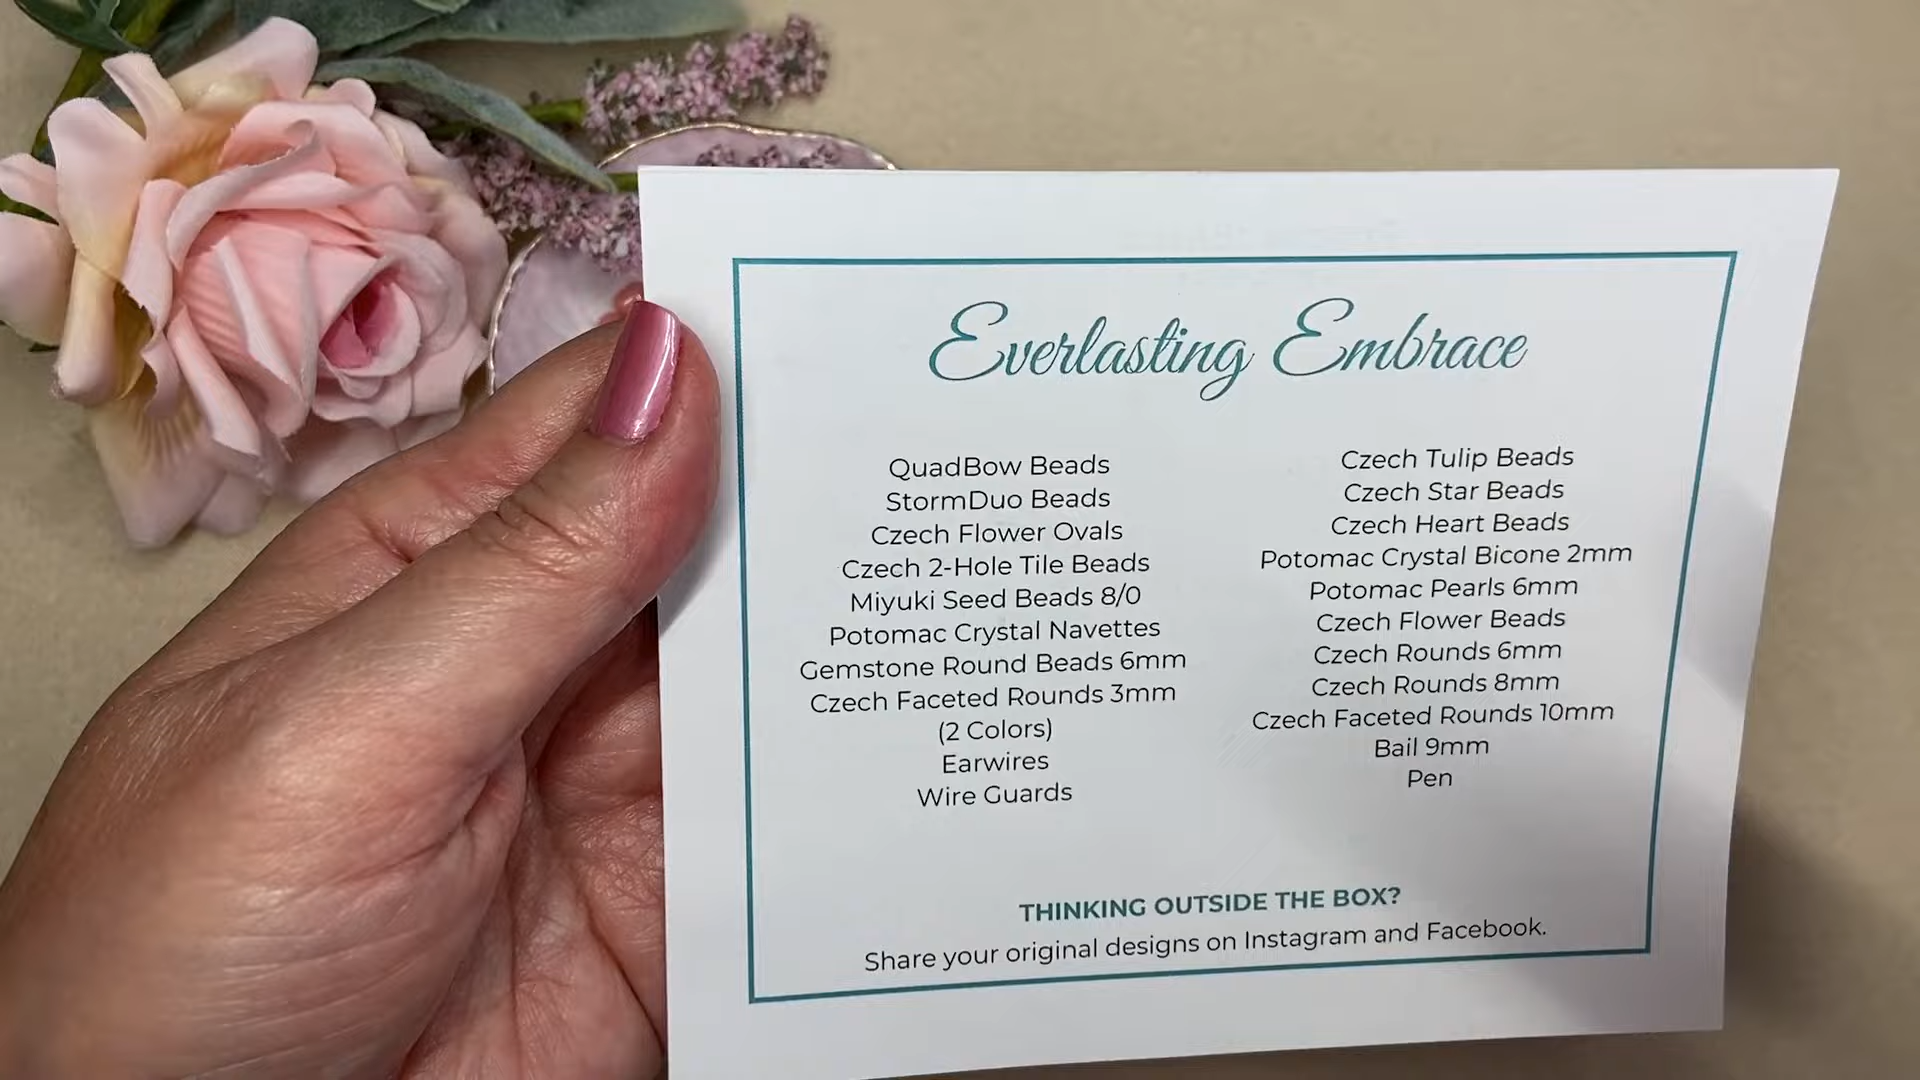 Everlasting Embrace
QuadBow Beads
StormDuo Beads
Czech Flower Ovals
Czech 2-Hole Tile Beads
Miyuki Seed Beads 8/0
Potomac Crystal Navettes
Gemstone Round Beads 6mm
Czech Faceted Rounds 3mm
(2 Colors)
Earwires
Wire Guards
Czech Tulip Beads
Czech Star Beads
Czech Heart Beads
Potomac Crystal Bicone 2mm
Potomac Pearls 6mm
Czech Flower Beads
Czech Rounds 6mm
Czech Rounds 8mm
Czech Faceted Rounds 10mm
Bail 9mm
Pen
THINKING OUTSIDE THE BOX?
Share your original designs on Instagram and Facebook.